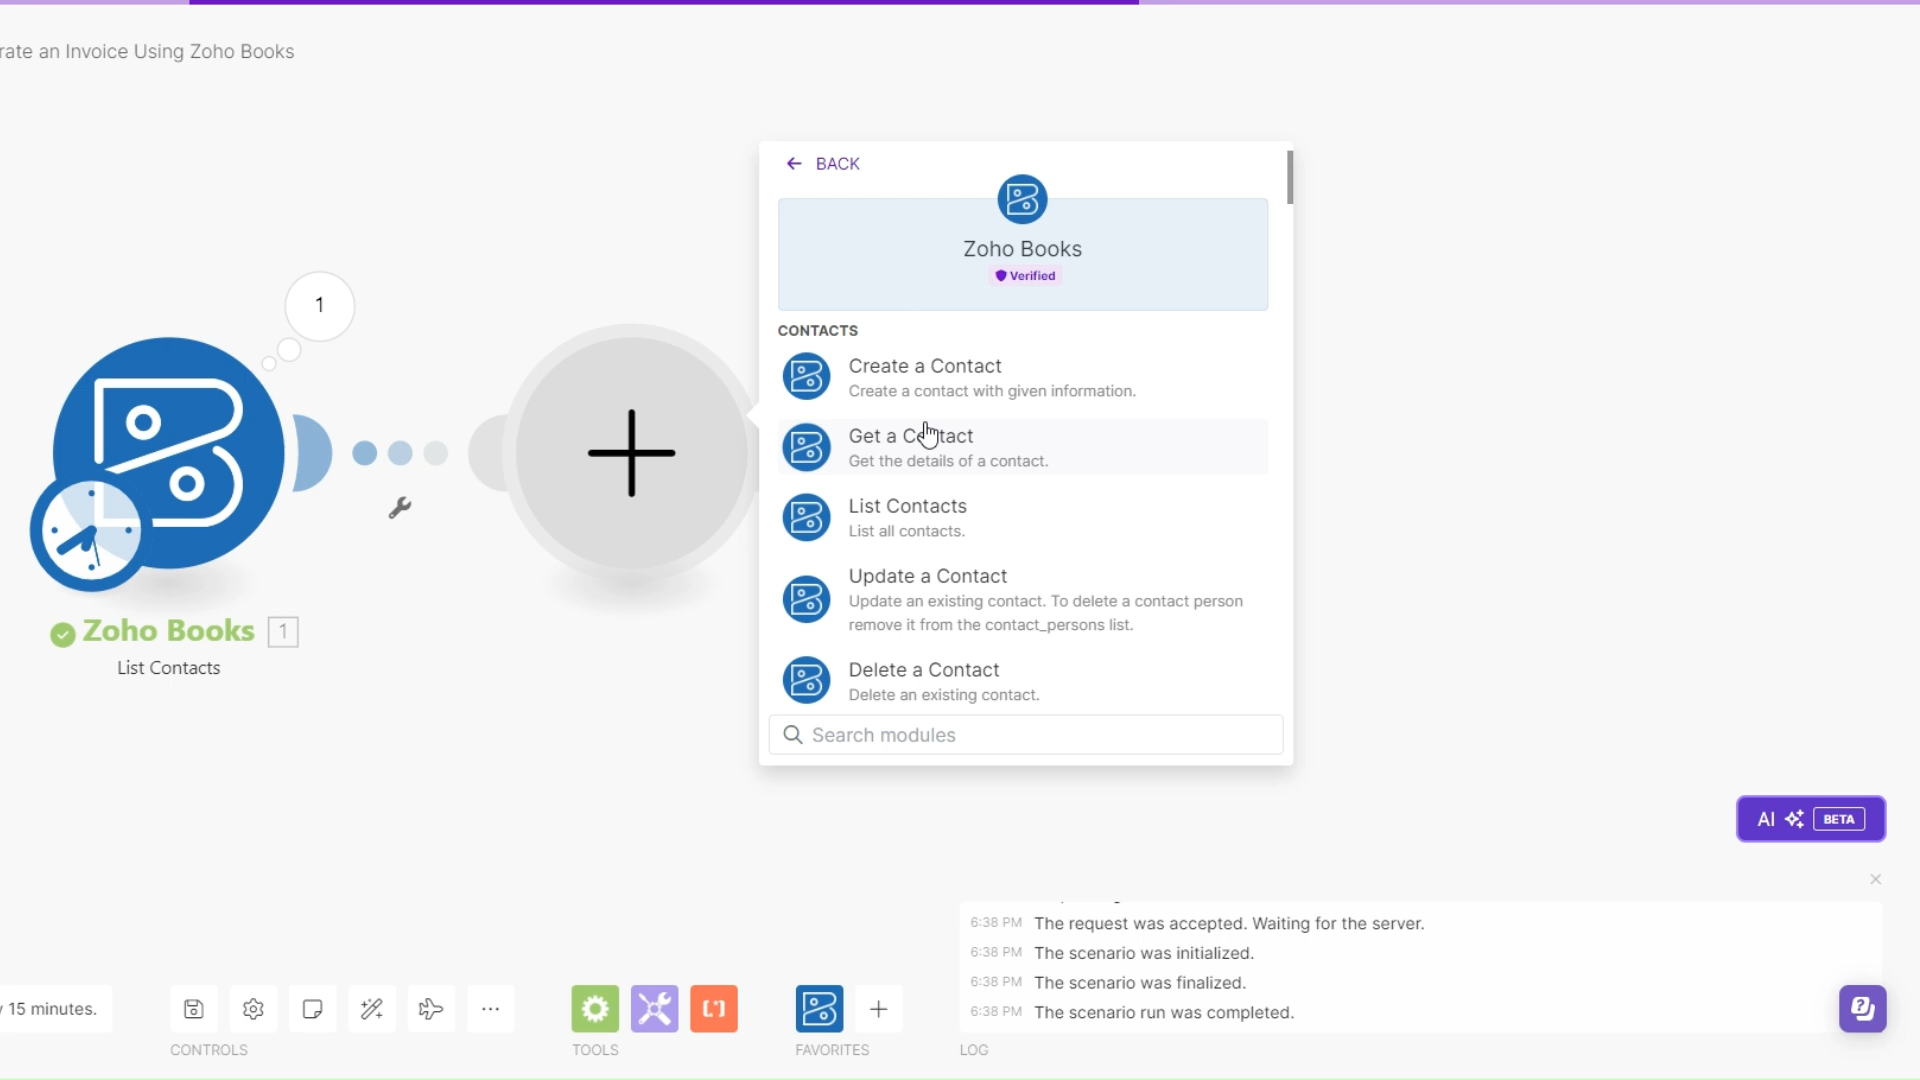 rate an Invoice Using Zoho Books
BACK
Zoho Books
Verified
CONTACTS
Create a Contact
Create a contact with given information.
Get a Contact
Get the details of a contact.
List Contacts
List all contacts.
Update a Contact
Update an existing contact. To delete a contact person
remove it from the contact_persons list.
Delete a Contact
Delete an existing contact.
Search modules
1
Zoho Books 1
List Contacts
AI BETA
6:38 PM The request was accepted. Waiting for the server.
6:38 PM The scenario was initialized.
6:38 PM The scenario was finalized.
6:38 PM The scenario run was completed.
15 minutes.
CONTROLS
TOOLS
FAVORITES
LOG